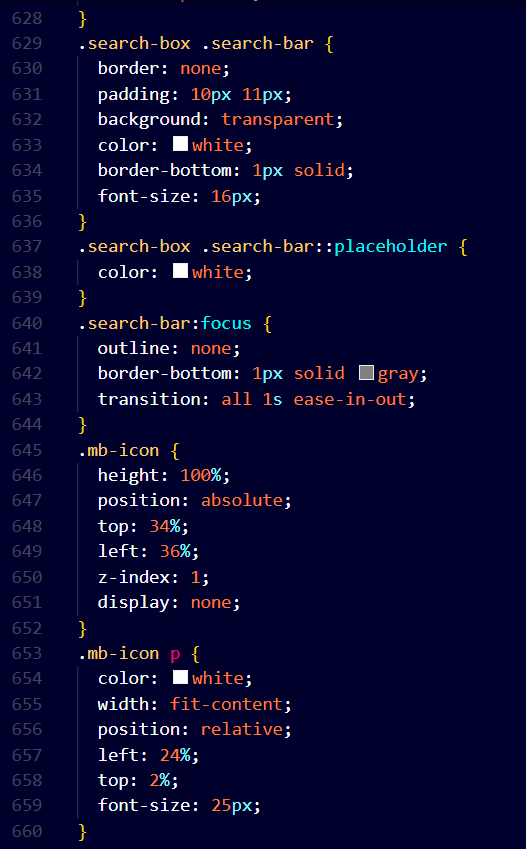 628 }
629 .search-box .search-bar {
630 border: none;
631 padding: 10px 11px;
632 background: transparent;
633 color: white;
634 border-bottom: 1px solid;
635 font-size: 16px;
636 }
637 .search-box .search-bar::placeholder {
638 color: white;
639 }
640 .search-bar:focus {
641 outline: none;
642 border-bottom: 1px solid gray;
643 transition: all 1s ease-in-out;
644 }
645 .mb-icon {
646 height: 100%;
647 position: absolute;
648 top: 34%;
649 left: 36%;
650 z-index: 1;
651 display: none;
652 }
653 .mb-icon p {
654 color: white;
655 width: fit-content;
656 position: relative;
657 left: 24%;
658 top: 2%;
659 font-size: 25px;
660 }